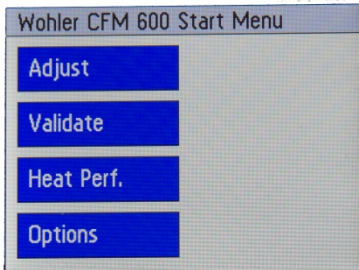 Wohler CFM 600 Start Menu
Adjust
Validate
Heat Perf.
Options